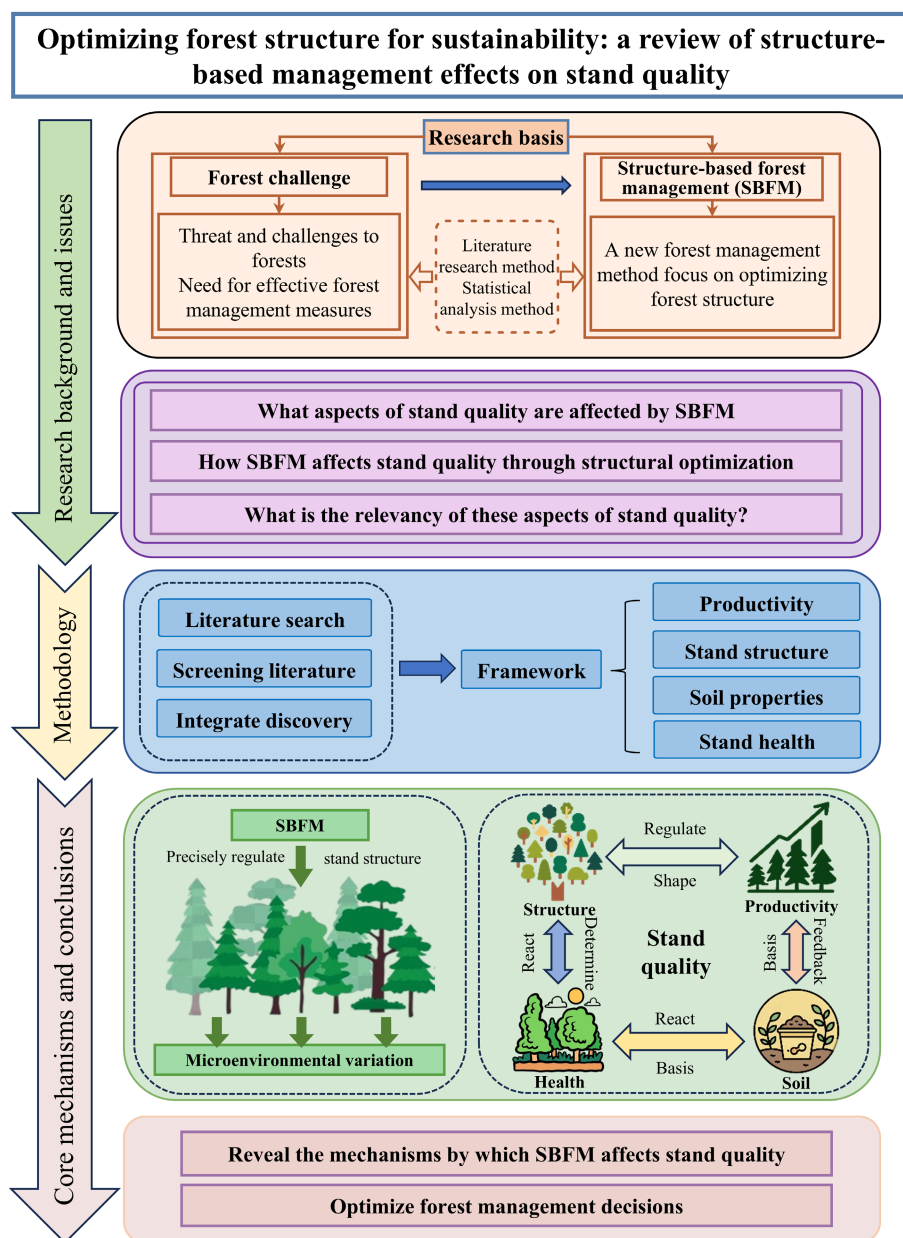 Optimizing forest structure for sustainability: a review of structure-
based management effects on stand quality
Research background and issues
Research basis
Forest challenge
Threat and challenges to
forests
Need for effective forest
management measures
Literature
research method
Statistical
analysis method
Structure-based forest
management (SBFM)
A new forest management
method focus on optimizing
forest structure
What aspects of stand quality are affected by SBFM
How SBFM affects stand quality through structural optimization
What is the relevancy of these aspects of stand quality?
Methodology
Literature search
Screening literature
Integrate discovery
Framework
Productivity
Stand structure
Soil properties
Stand health
Core mechanisms and conclusions
SBFM
Precisely regulate stand structure
Microenvironmental variation
Structure
Regulate
Shape
Productivity
React
Determine
Stand
quality
Basis
Feedback
Health
React
Basis
Soil
Reveal the mechanisms by which SBFM affects stand quality
Optimize forest management decisions